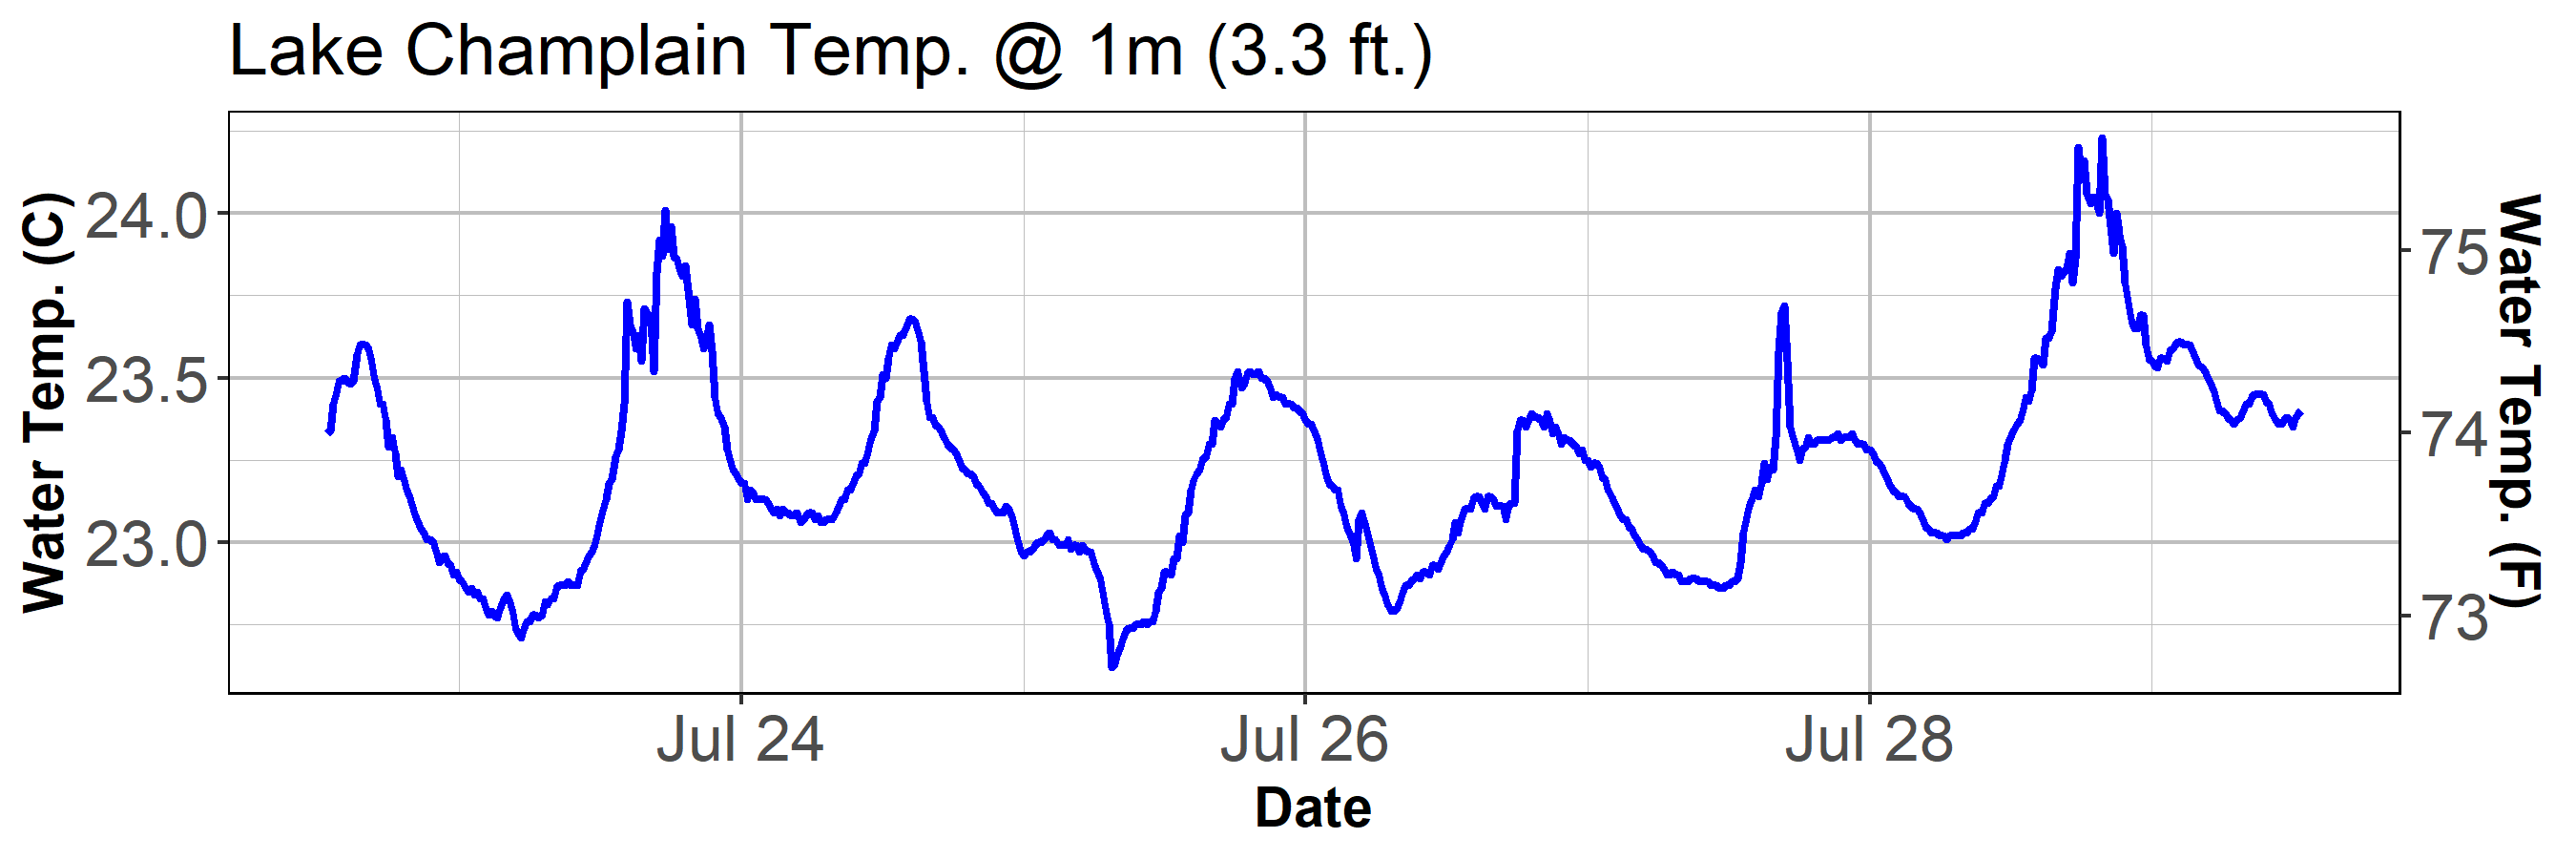 Lake Champlain Temp. @ 1m (3.3 ft.)
Water Temp. (C)
24.0
23.5
23.0
75
74
73
Water Temp. (F)
Jul 24
Jul 26
Jul 28
Date